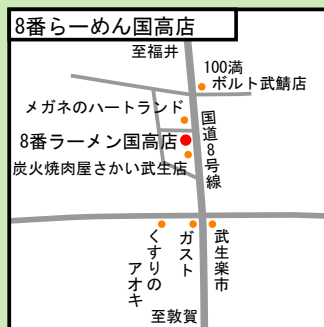 8番らーめん国高店
至福井
100満
ボルト武鯖店
メガネのハートランド
国道8号線
8番ラーメン国高店
炭火焼肉屋さかい武生店
武生楽市
ガスト
くすりの
アオキ
至敦賀